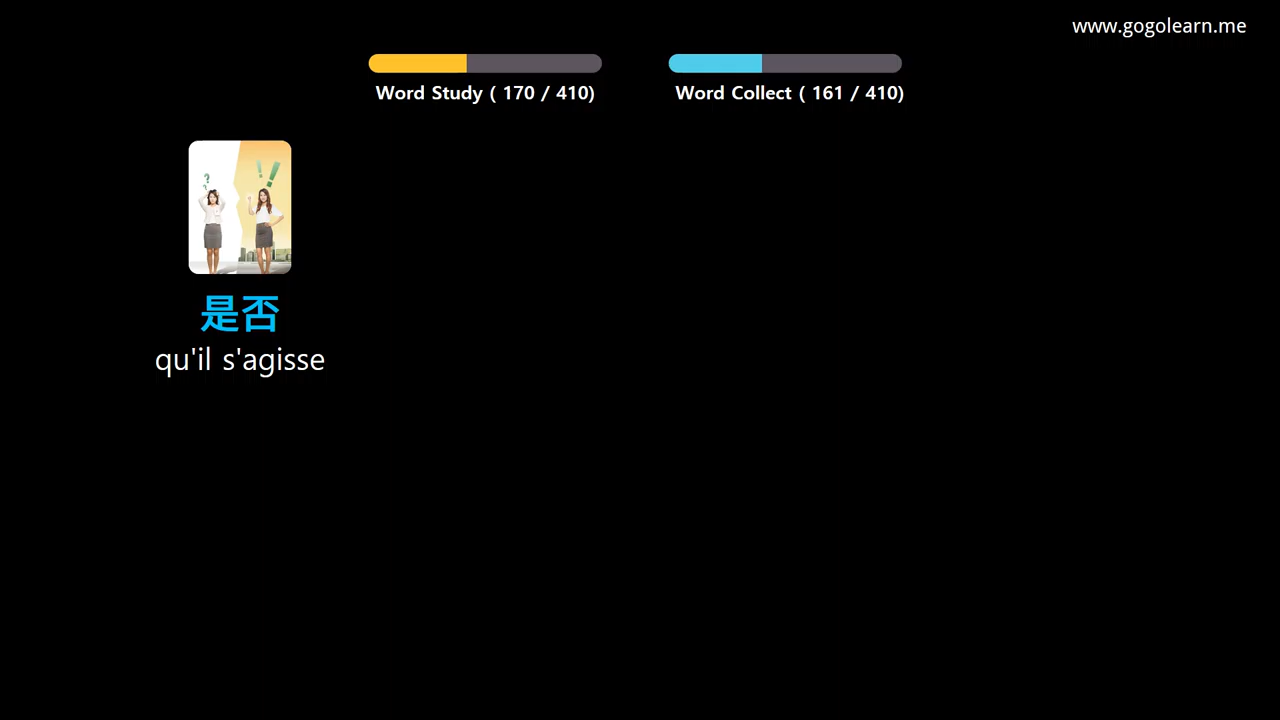 www.gogolearn.me
Word Study ( 170 / 410)
Word Collect ( 161 / 410)
是否
qu'il s'agisse